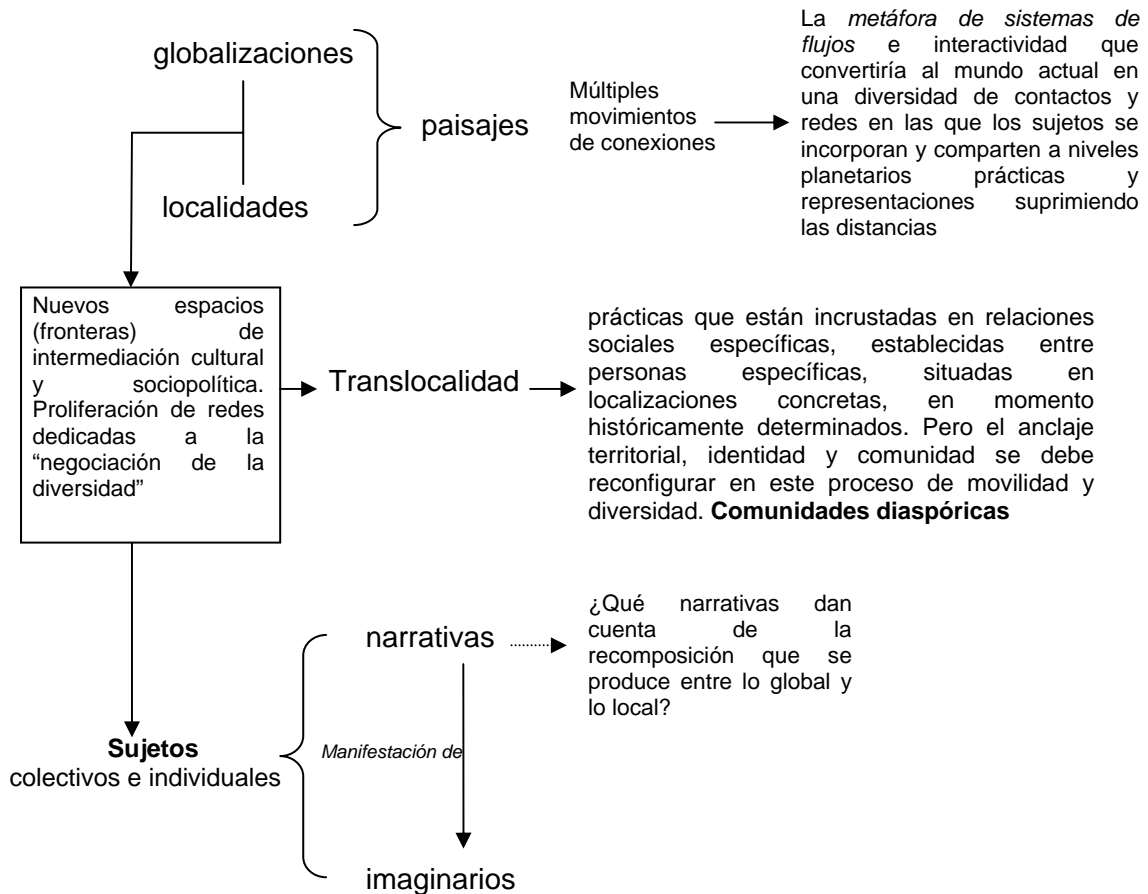 globalizaciones
localidades
paisajes
Múltiples
movimientos
de conexiones
La metáfora de sistemas de
flujos e interactividad que
convertiría al mundo actual en
una diversidad de contactos y
redes en las que los sujetos se
incorporan y comparten a niveles
planetarios prácticas y
representaciones suprimiendo
las distancias
Nuevos espacios
(fronteras) de
intermediación cultural
y sociopolítica.
Proliferación de redes
dedicadas a la
“negociación de la
diversidad”
Translocalidad
prácticas que están incrustadas en relaciones
sociales específicas, establecidas entre
personas específicas, situadas en
localizaciones concretas, en momento
históricamente determinados. Pero el anclaje
territorial, identidad y comunidad se debe
reconfigurar en este proceso de movilidad y
diversidad. Comunidades diaspóricas
Sujetos
colectivos e individuales
narrativas
Manifestación de
imaginarios
¿Qué narrativas dan
cuenta de la
recomposición que se
produce entre lo global y
lo local?